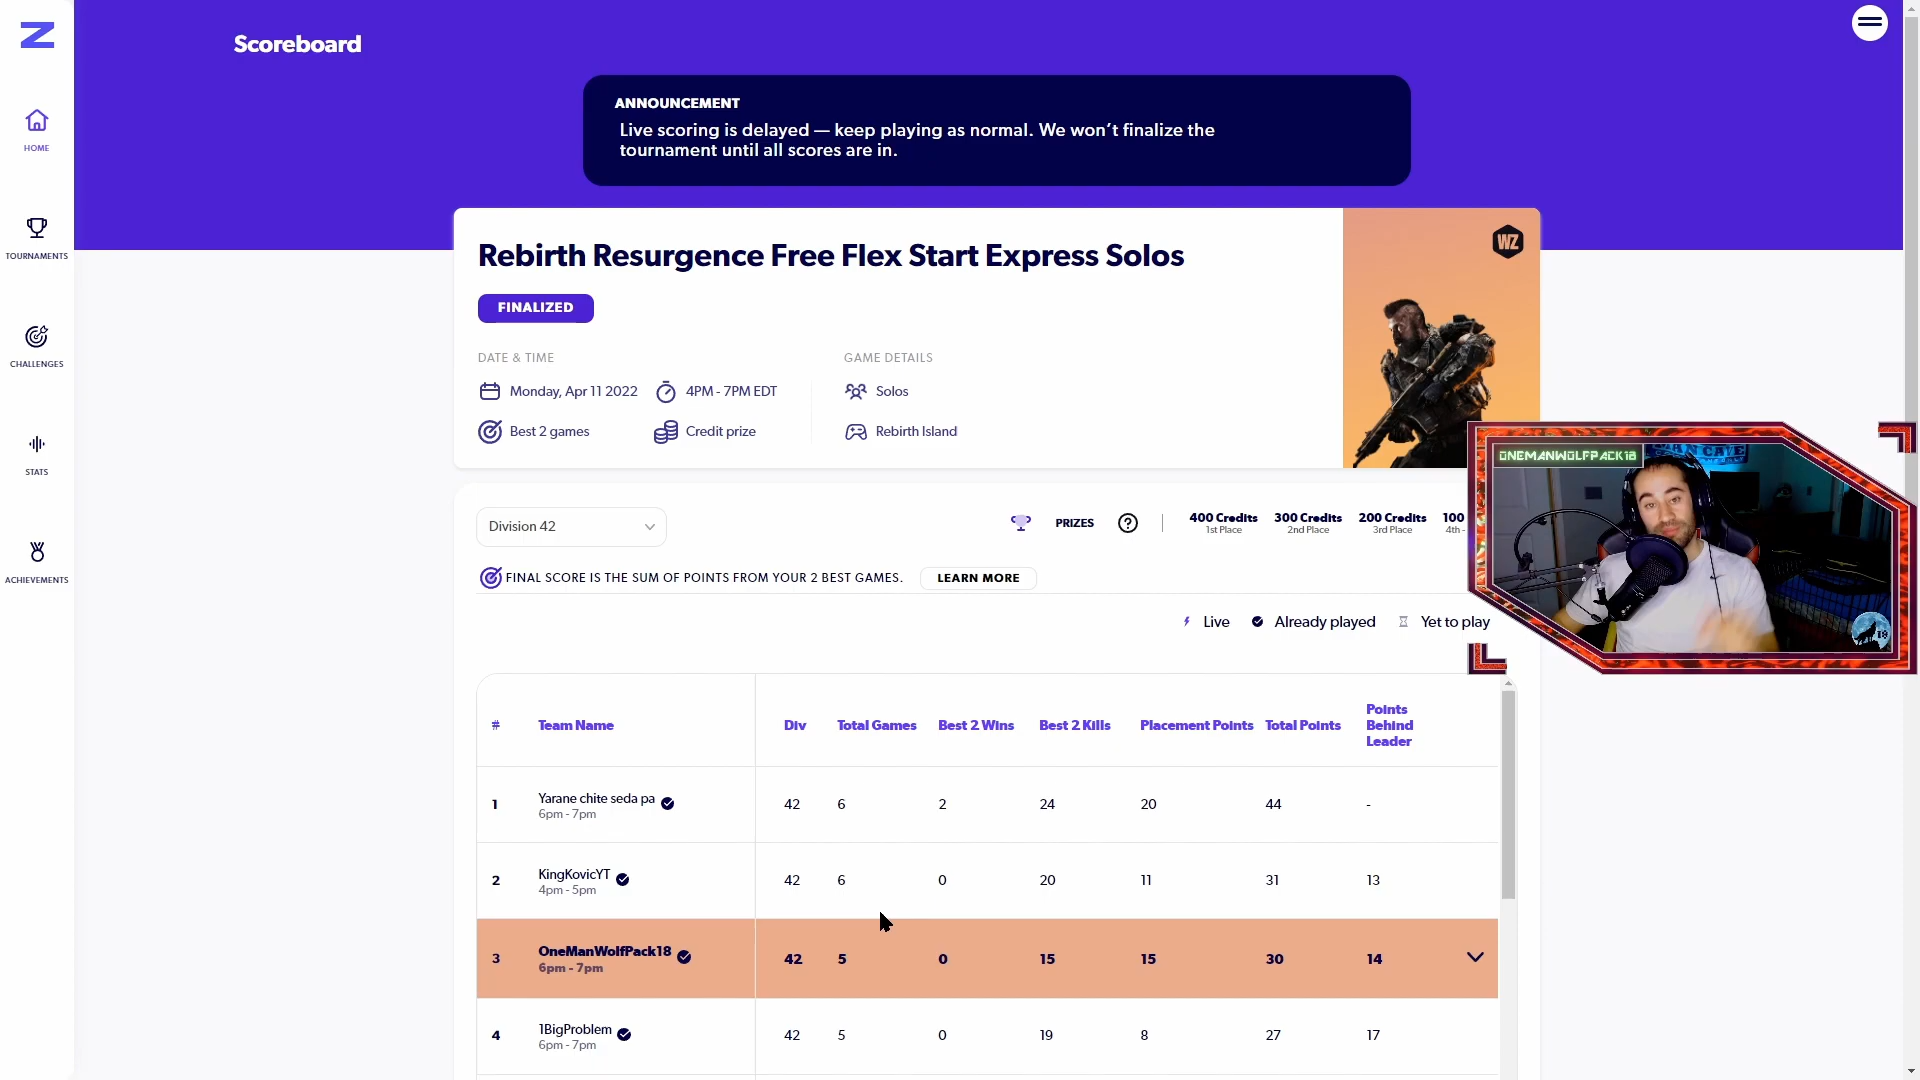 Scoreboard
ANNOUNCEMENT
Live scoring is delayed — keep playing as normal. We won't finalize the
tournament until all scores are in.
HOME
TOURNAMENTS
CHALLENGES
STATS
ACHIEVEMENTS
Rebirth Resurgence Free Flex Start Express Solos
WZ
FINALIZED
DATE & TIME
GAME DETAILS
Monday, Apr 11 2022
4PM - 7PM EDT
Solos
Best 2 games
Credit prize
Rebirth Island
ONEMANWOLFPACK18
Division 42
PRIZES
400 Credits
1st Place
300 Credits
2nd Place
200 Credits
3rd Place
100
4th -
FINAL SCORE IS THE SUM OF POINTS FROM YOUR 2 BEST GAMES.
LEARN MORE
Live
Already played
Yet to play
# Team Name Div Total Games Best 2 Wins Best 2 Kills Placement Points Total Points Points Behind Leader
1 Yarane chite seda pa 42 6 2 24 20 44 -
6pm - 7pm
2 KingKovicYT 42 6 0 20 11 31 13
4pm - 5pm
3 OneManWolfPack18 42 5 0 15 15 30 14
6pm - 7pm
4 1BigProblem 42 5 0 19 8 27 17
6pm - 7pm